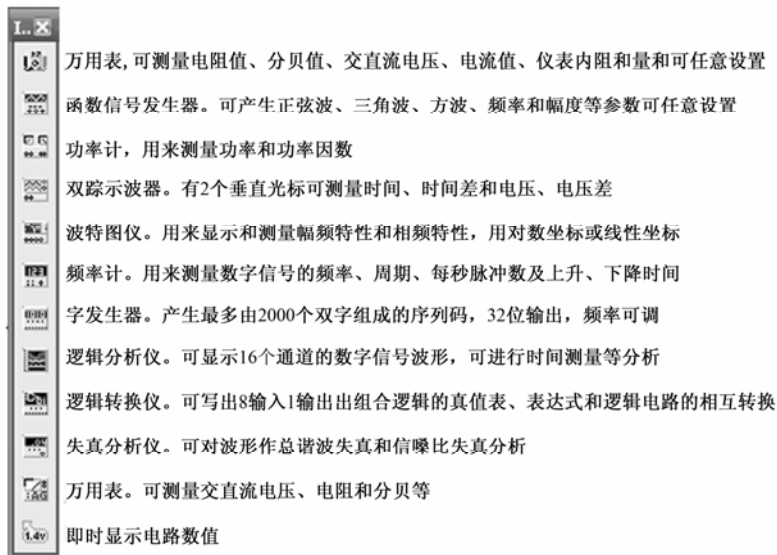 I..
万用表,可测量电阻值、分贝值、交直流电压、电流值、仪表内阻和量和可任意设置
函数信号发生器。可产生正弦波、三角波、方波、频率和幅度等参数可任意设置
功率计，用来测量功率和功率因数
双踪示波器。有2个垂直光标可测量时间、时间差和电压、电压差
波特图仪。用来显示和测量幅频特性和相频特性，用对数坐标或线性坐标
频率计。用来测量数字信号的频率、周期、每秒脉冲数及上升、下降时间
字发生器。产生最多由2000个双字组成的序列码，32位输出，频率可调
逻辑分析仪。可显示16个通道的数字信号波形，可进行时间测量等分析
逻辑转换仪。可写出8输入1输出出组合逻辑的真值表、表达式和逻辑电路的相互转换
失真分析仪。可对波形作总谐波失真和信嗓比失真分析
万用表。可测量交直流电压、电阻和分贝等
1.4v 即时显示电路数值